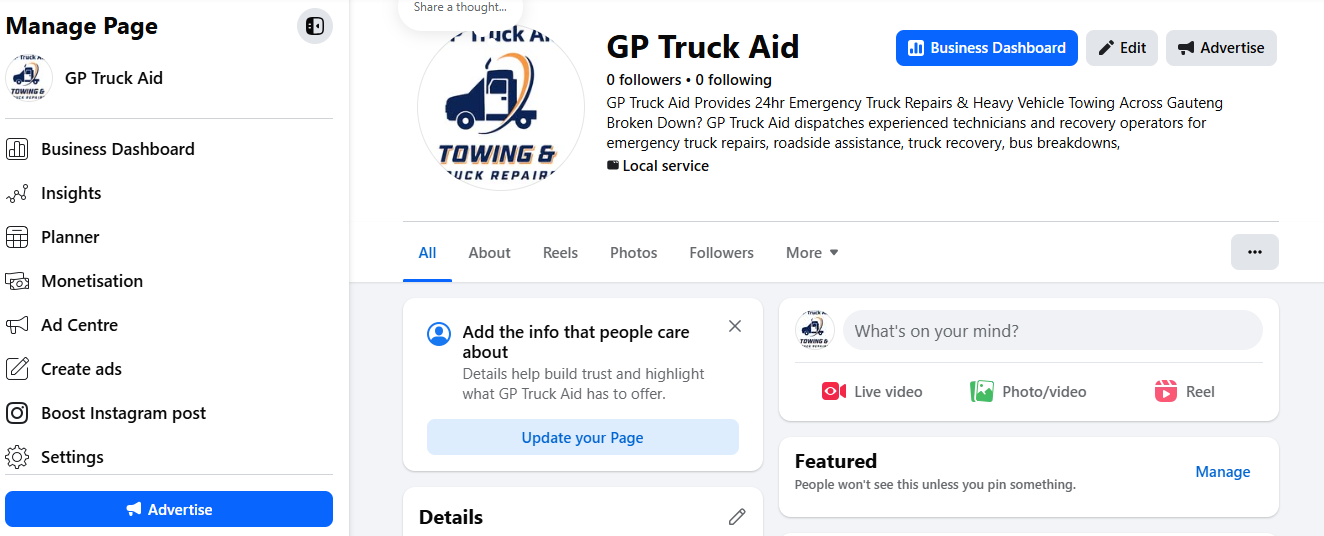 Manage Page
GP Truck Aid
Business Dashboard
Insights
Planner
Monetisation
Ad Centre
Create ads
Boost Instagram post
Settings
Advertise
Share a thought...
TOWING &
GP Truck Aid
0 followers • 0 following
GP Truck Aid Provides 24hr Emergency Truck Repairs & Heavy Vehicle Towing Across Gauteng
Broken Down? GP Truck Aid dispatches experienced technicians and recovery operators for
emergency truck repairs, roadside assistance, truck recovery, bus breakdowns,
Local service
Business Dashboard
Edit
Advertise
All About Reels Photos Followers More
Add the info that people care
about
Details help build trust and highlight
what GP Truck Aid has to offer.
Update your Page
Details
What's on your mind?
Live video Photo/video Reel
Featured
People won't see this unless you pin something.
Manage